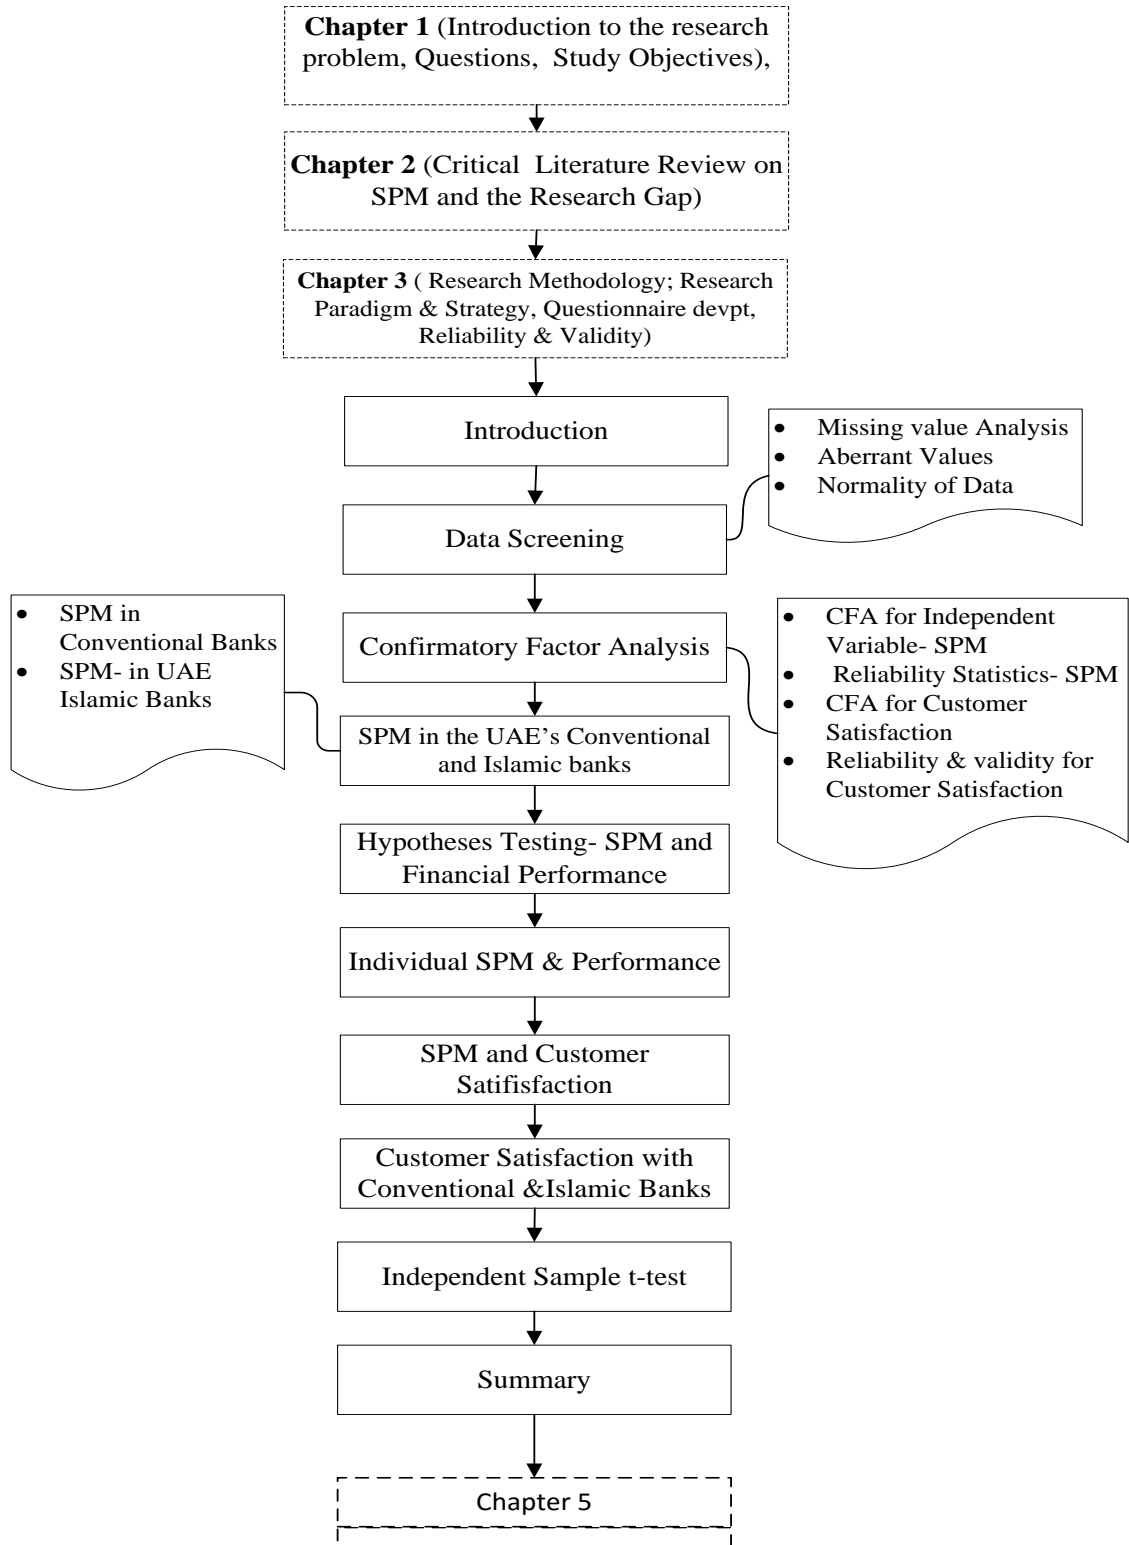 Chapter 1 (Introduction to the research
problem, Questions, Study Objectives),
Chapter 2 (Critical Literature Review on
SPM and the Research Gap)
Chapter 3 ( Research Methodology; Research
Paradigm & Strategy, Questionnaire devpt,
Reliability & Validity)
Introduction
• Missing value Analysis
• Aberrant Values
• Normality of Data
Data Screening
• SPM in
Conventional Banks
• SPM- in UAE
Islamic Banks
Confirmatory Factor Analysis
• CFA for Independent
Variable- SPM
• Reliability Statistics- SPM
• CFA for Customer
Satisfaction
• Reliability & validity for
Customer Satisfaction
SPM in the UAE’s Conventional
and Islamic banks
Hypotheses Testing- SPM and
Financial Performance
Individual SPM & Performance
SPM and Customer
Satifisfaction
Customer Satisfaction with
Conventional &Islamic Banks
Independent Sample t-test
Summary
Chapter 5